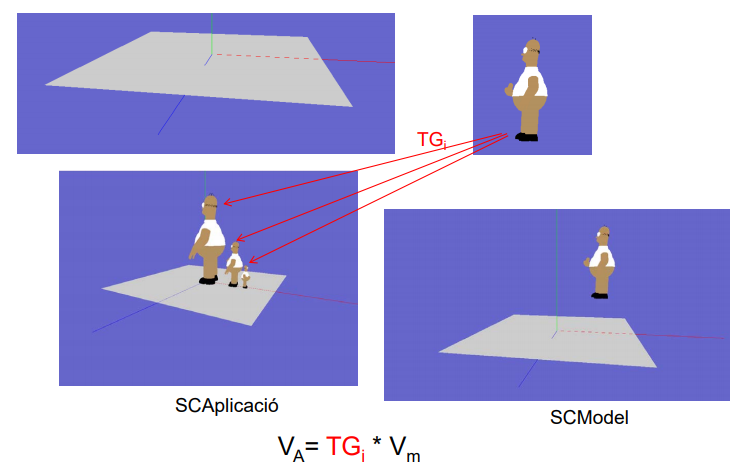 TGi
SCAplicació
SCModel
VA= TGi * Vm